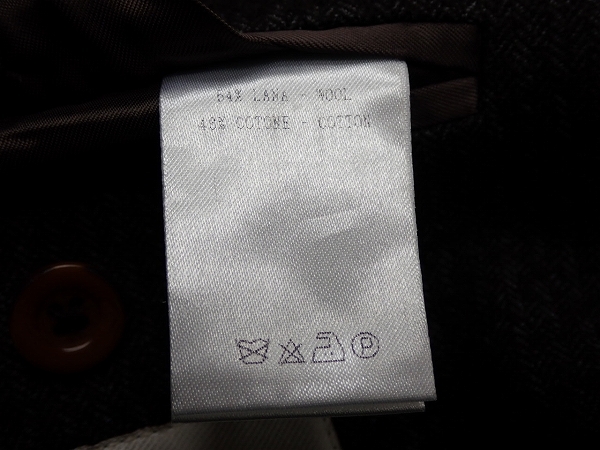 54% LANA - WOOL
46% COTONE - COTTON
P